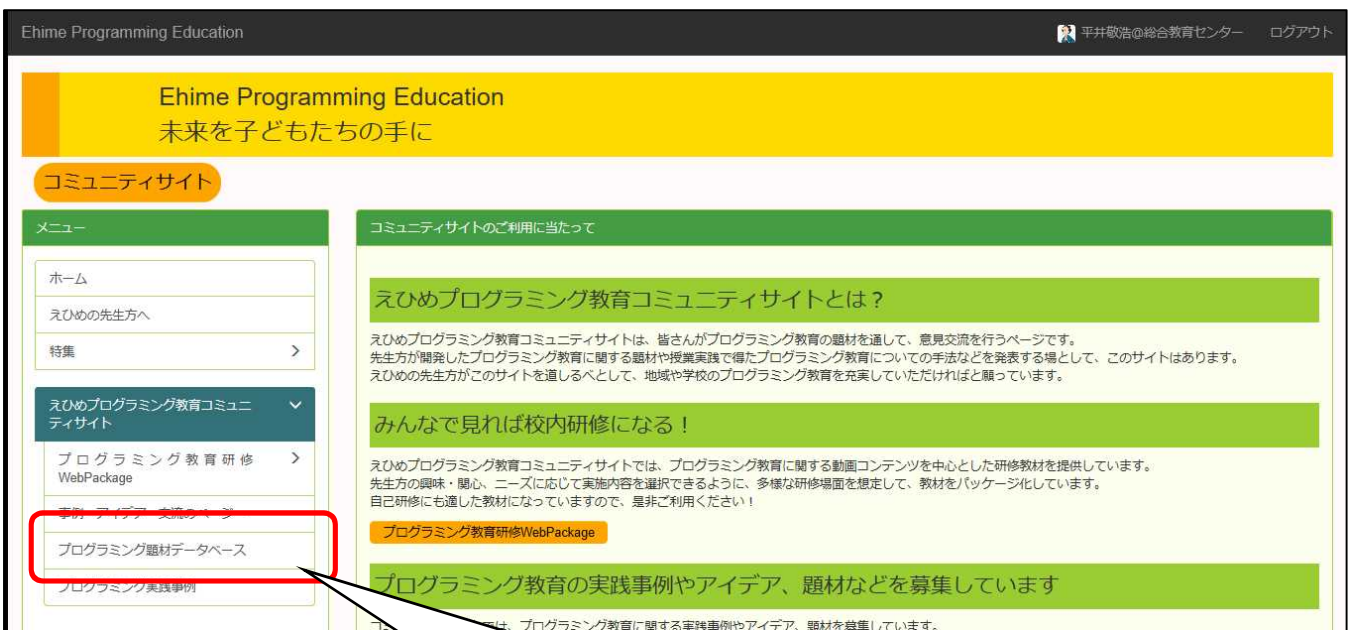 Ehime Programming Education
平井敬浩@総合教育センター ログアウト
Ehime Programming Education
未来を子どもたちの手に
コミュニティサイト
メニュー
ホーム
えひめの先生方へ
特集
えひめプログラミング教育コミュニ
ティサイト
プログラミング教育研修
WebPackage
事例・アイデア・交流のページ
プログラミング題材データベース
プログラミング実践事例
コミュニティサイトのご利用に当たって
えひめプログラミング教育コミュニティサイトとは?
えひめプログラミング教育コミュニティサイトは、皆さんがプログラミング教育の題材を通して、意見交流を行うページです。
先生方が開発したプログラミング教育に関する題材や授業実践で得たプログラミング教育についての手法などを発表する場として、このサイトはあります。
えひめの先生方がこのサイトを道しるべとして、地域や学校のプログラミング教育を充実していただければと願っています。
みんなで見れば校内研修になる!
えひめプログラミング教育コミュニティサイトでは、プログラミング教育に関する動画コンテンツを中心とした研修教材を提供しています。
先生方の興味・関心、ニーズに応じて実施内容を選択できるように、多様な研修場面を想定して、教材をパッケージ化しています。
自己研修にも適した教材になっていますので、是非ご利用ください!
プログラミング教育研修WebPackage
プログラミング教育の実践事例やアイデア、題材などを募集しています
では、プログラミング教育に関する実践事例やアイデア、題材を募集しています。